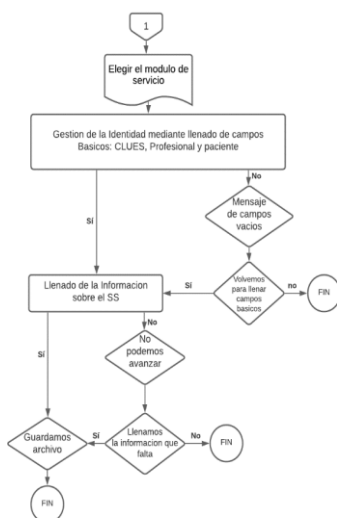 1
Elegir el modulo de
servicio
Gestion de la Identidad mediante llenado de campos
Basicos: CLUES, Profesional y paciente
No
Sí
Mensaje
de campos
vacios
Volvemos
para llenar
campos
basicos
Sí
no
FIN
Llenado de la Informacion
sobre el SS
No
Sí
No
podemos
avanzar
Llenamos
la informacion que
falta
Sí
No
FIN
Guardamos
archivo
FIN